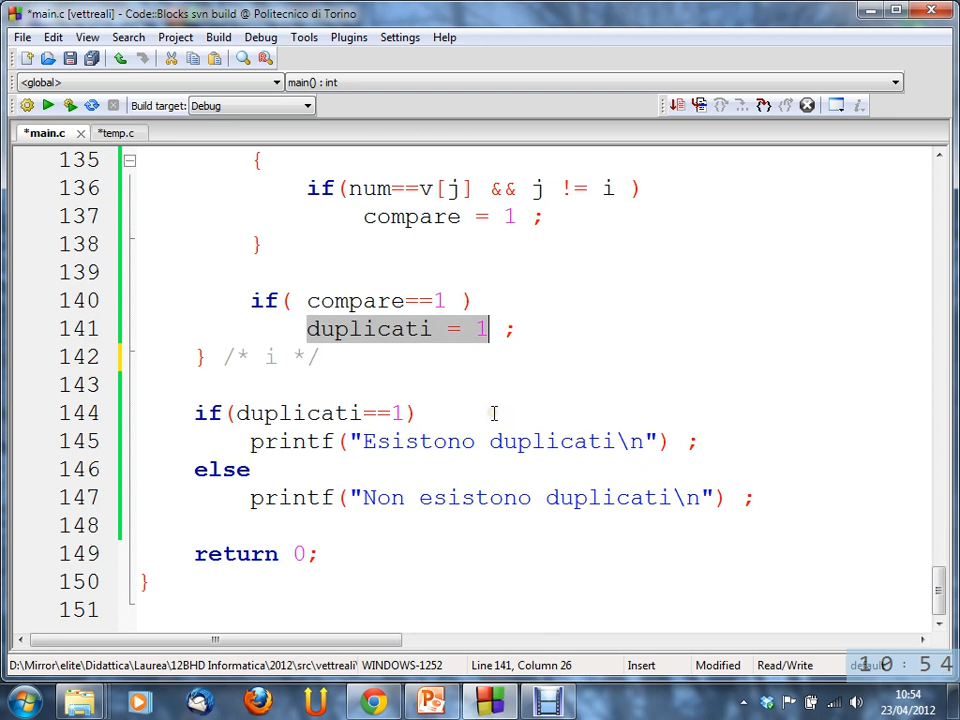 *main.c [vettreali] - Code::Blocks svn build @ Politecnico di Torino
File Edit View Search Project Build Debug Tools Plugins Settings Help
<global> main() : int
Build target: Debug
*main.c *temp.c
135 {
136 if(num==v[j] && j != i )
137 compare = 1 ;
138 }
139
140 if( compare==1 )
141 duplicati = 1 ;
142 } /* i */
143
144 if(duplicati==1)
145 printf("Esistono duplicati\n") ;
146 else
147 printf("Non esistono duplicati\n") ;
148
149 return 0;
150 }
151
D:\Mirror\elite\Didattica\Laurea\12BHD Informatica\2012\src\vettreali\ WINDOWS-1252 Line 141, Column 26 Insert Modified Read/Write default
10:54
10:54
23/04/2012